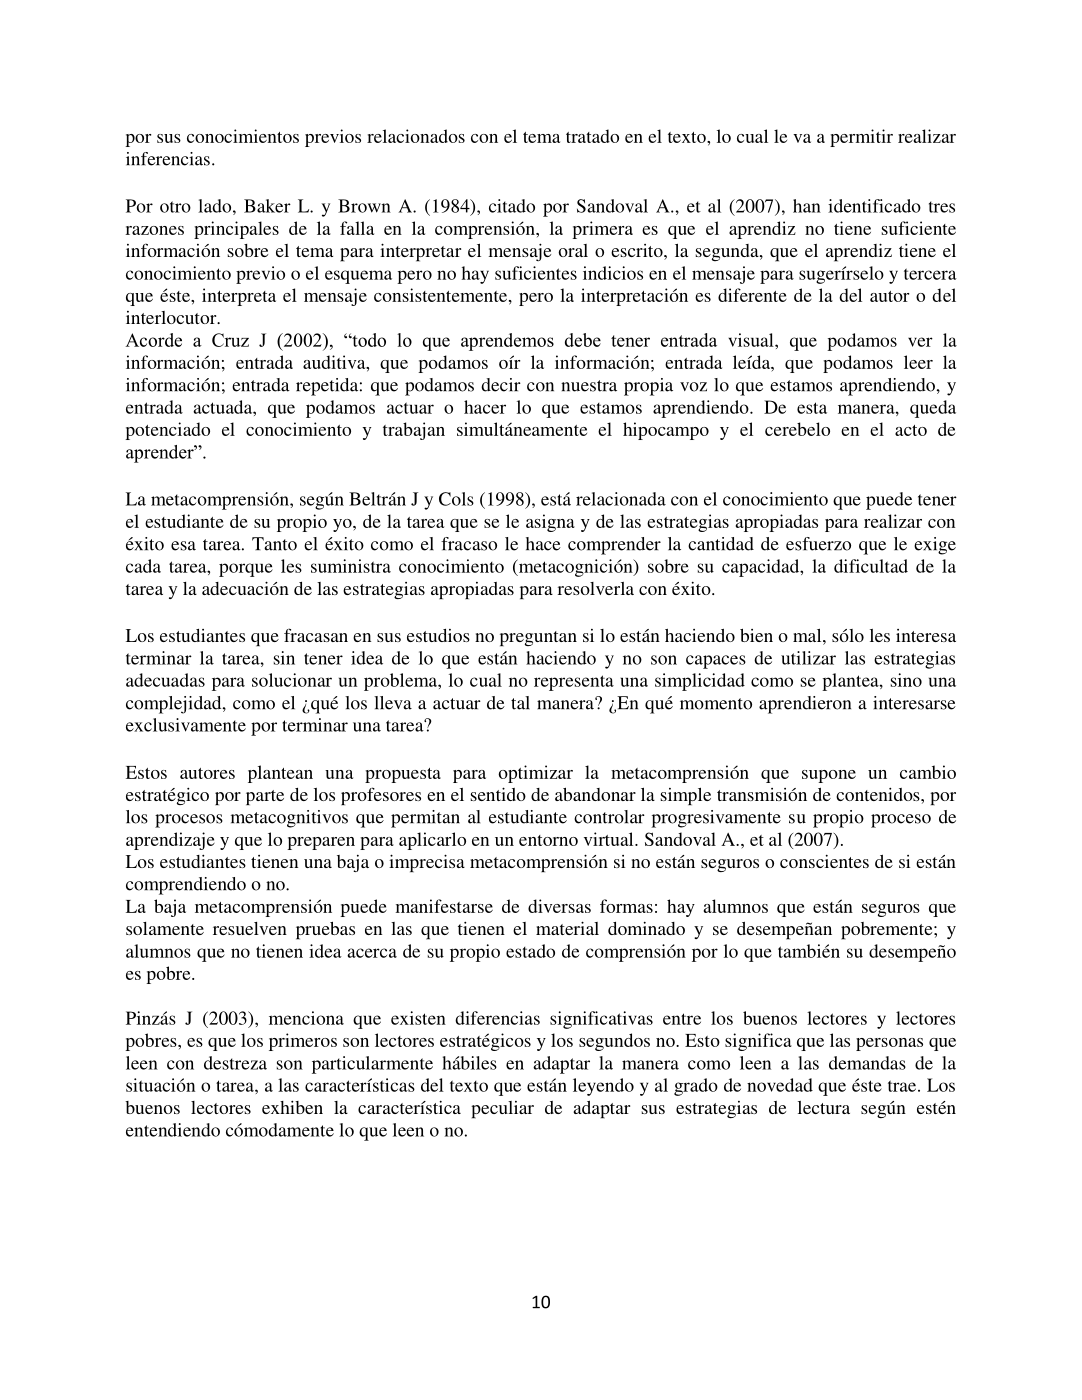 por sus conocimientos previos relacionados con el tema tratado en el texto, lo cual le va a permitir realizar
inferencias.
Por otro lado, Baker L. y Brown A. (1984), citado por Sandoval A., et al (2007), han identificado tres
razones principales de la falla en la comprensión, la primera es que el aprendiz no tiene suficiente
información sobre el tema para interpretar el mensaje oral o escrito, la segunda, que el aprendiz tiene el
conocimiento previo o el esquema pero no hay suficientes indicios en el mensaje para sugerírselo y tercera
que éste, interpreta el mensaje consistentemente, pero la interpretación es diferente de la del autor o del
interlocutor.
Acorde a Cruz J (2002), “todo lo que aprendemos debe tener entrada visual, que podamos ver la
información; entrada auditiva, que podamos oír la información; entrada leída, que podamos leer la
información; entrada repetida: que podamos decir con nuestra propia voz lo que estamos aprendiendo, y
entrada actuada, que podamos actuar o hacer lo que estamos aprendiendo. De esta manera, queda
potenciado el conocimiento y trabajan simultáneamente el hipocampo y el cerebelo en el acto de
aprender”.
La metacomprensión, según Beltrán J y Cols (1998), está relacionada con el conocimiento que puede tener
el estudiante de su propio yo, de la tarea que se le asigna y de las estrategias apropiadas para realizar con
éxito esa tarea. Tanto el éxito como el fracaso le hace comprender la cantidad de esfuerzo que le exige
cada tarea, porque les suministra conocimiento (metacognición) sobre su capacidad, la dificultad de la
tarea y la adecuación de las estrategias apropiadas para resolverla con éxito.
Los estudiantes que fracasan en sus estudios no preguntan si lo están haciendo bien o mal, sólo les interesa
terminar la tarea, sin tener idea de lo que están haciendo y no son capaces de utilizar las estrategias
adecuadas para solucionar un problema, lo cual no representa una simplicidad como se plantea, sino una
complejidad, como el ¿qué los lleva a actuar de tal manera? ¿En qué momento aprendieron a interesarse
exclusivamente por terminar una tarea?
Estos autores plantean una propuesta para optimizar la metacomprensión que supone un cambio
estratégico por parte de los profesores en el sentido de abandonar la simple transmisión de contenidos, por
los procesos metacognitivos que permitan al estudiante controlar progresivamente su propio proceso de
aprendizaje y que lo preparen para aplicarlo en un entorno virtual. Sandoval A., et al (2007).
Los estudiantes tienen una baja o imprecisa metacomprensión si no están seguros o conscientes de si están
comprendiendo o no.
La baja metacomprensión puede manifestarse de diversas formas: hay alumnos que están seguros que
solamente resuelven pruebas en las que tienen el material dominado y se desempeñan pobremente; y
alumnos que no tienen idea acerca de su propio estado de comprensión por lo que también su desempeño
es pobre.
Pinzás J (2003), menciona que existen diferencias significativas entre los buenos lectores y lectores
pobres, es que los primeros son lectores estratégicos y los segundos no. Esto significa que las personas que
leen con destreza son particularmente hábiles en adaptar la manera como leen a las demandas de la
situación o tarea, a las características del texto que están leyendo y al grado de novedad que éste trae. Los
buenos lectores exhiben la característica peculiar de adaptar sus estrategias de lectura según estén
entendiendo cómodamente lo que leen o no.
10